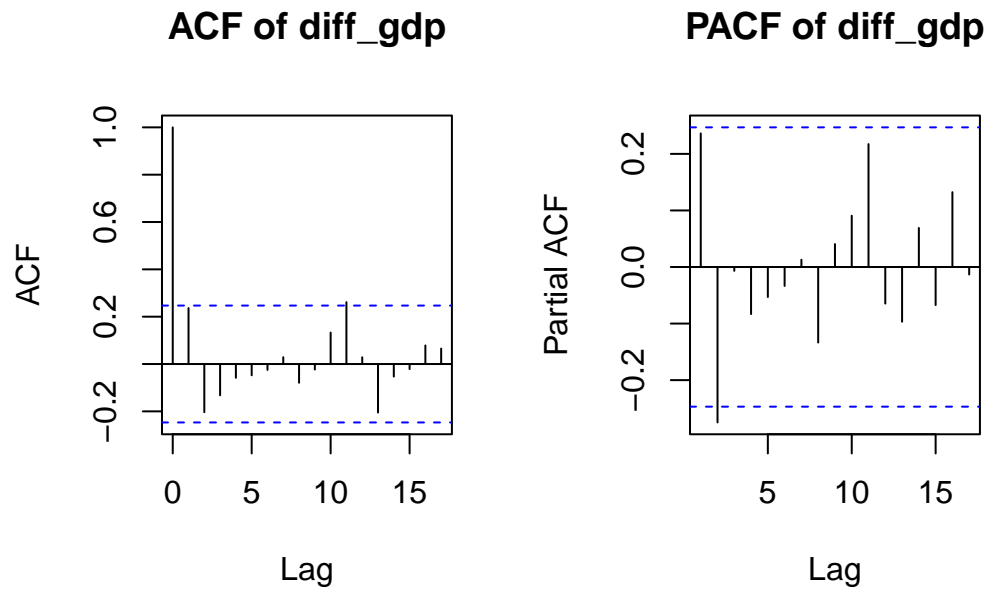 ACF of diff_gdp
ACF
1.0
0.6
0.2
−0.2
0 5 10 15
Lag
PACF of diff_gdp
Partial ACF
0.2
0.0
−0.2
5 10 15
Lag